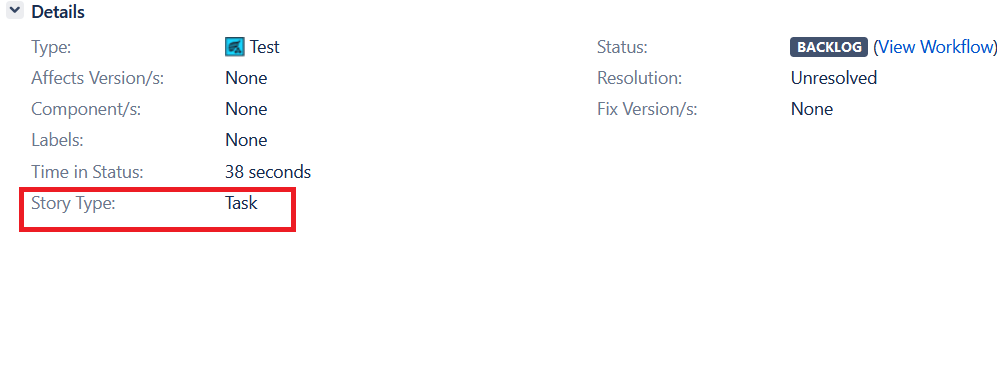 Details
Type: Test
Status: BACKLOG (View Workflow)
Affects Version/s: None
Resolution: Unresolved
Component/s: None
Fix Version/s: None
Labels: None
Time in Status: 38 seconds
Story Type: Task